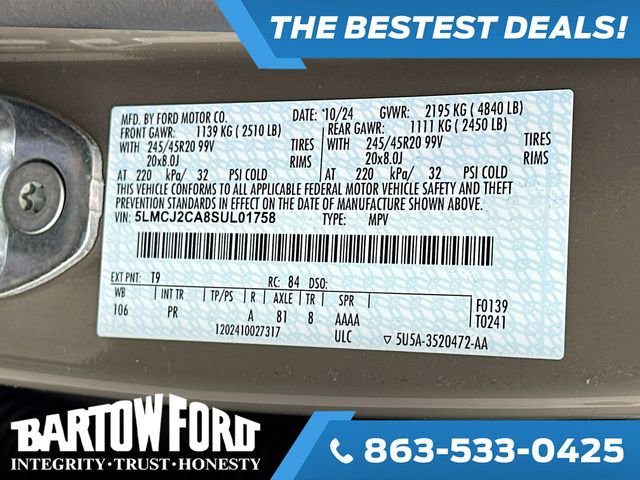 THE BESTEST DEALS!
MFD. BY FORD MOTOR CO.
DATE: 10/24 GVWR: 2195 KG (4840 LB)
FRONT GAWR: 1139 KG (2510 LB)
REAR GAWR: 1111 KG (2450 LB)
WITH 245/45R20 99V TIRES
WITH 245/45R20 99V TIRES
20x8.0J RIMS
20x8.0J RIMS
AT 220 kPa/ 32 PSI COLD
AT 220 kPa/ 32 PSI COLD
THIS VEHICLE CONFORMS TO ALL APPLICABLE FEDERAL MOTOR VEHICLE SAFETY AND THEFT
PREVENTION STANDARDS IN EFFECT ON THE DATE OF MANUFACTURE SHOWN ABOVE.
VIN: 5LMCJ2CA8SUL01758 TYPE: MPV
EXT PNT: T9 RC: 84 DSO: F0139
WB INT TR TP/PS R AXLE TR SPR T0241
106 PR A 81 8 AAAA
1202410027317 ULC ▽ 5U5A-3520472-AA
BARTOW FORD
INTEGRITY·TRUST·HONESTY
863-533-0425